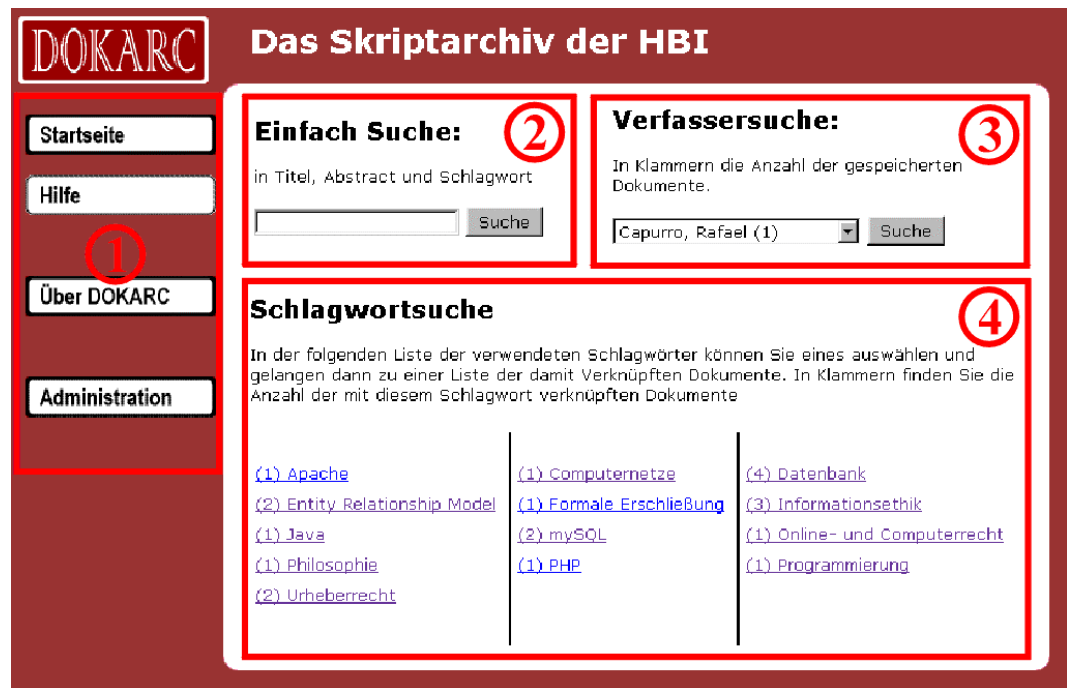 DOKARC
Das Skriptarchiv der HBI
Startseite
Hilfe
1
Über DOKARC
Administration
Einfach Suche:
2
in Titel, Abstract und Schlagwort
Suche
Verfassersuche:
3
In Klammern die Anzahl der gespeicherten
Dokumente.
Capurro, Rafael (1)
Suche
Schlagwortsuche
4
In der folgenden Liste der verwendeten Schlagwörter können Sie eines auswählen und
gelangen dann zu einer Liste der damit Verknüpften Dokumente. In Klammern finden Sie die
Anzahl der mit diesem Schlagwort verknüpften Dokumente
(1) Apache
(2) Entity Relationship Model
(1) Java
(1) Philosophie
(2) Urheberrecht
(1) Computernetze
(1) Formale Erschließung
(2) mySQL
(1) PHP
(4) Datenbank
(3) Informationsethik
(1) Online- und Computerrecht
(1) Programmierung